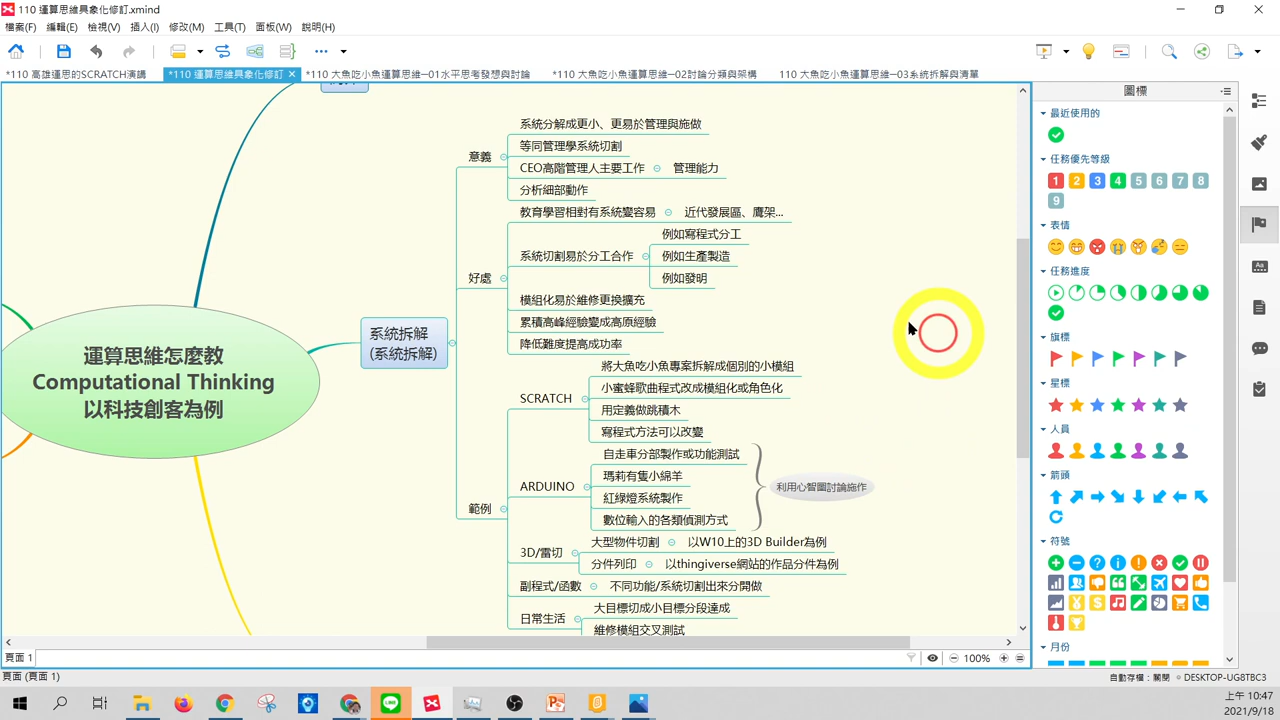 110 運算思維具象化修訂.xmind
檔案(F) 編輯(E) 檢視(V) 插入(I) 修改(M) 工具(T) 面板(W) 說明(H)
*110 高雄運思的SCRATCH演講
*110 運算思維具象化修訂
*110 大魚吃小魚運算思維—01水平思考發想與討論
*110 大魚吃小魚運算思維—02討論分類與架構
110 大魚吃小魚運算思維—03系統拆解與清單
運算思維怎麼教
Computational Thinking
以科技創客為例
系統拆解
(系統拆解)
意義
系統分解成更小、更易於管理與施做
等同管理學系統切割
CEO高階管理人主要工作
管理能力
分析細部動作
好處
教育學習相對有系統變容易
近代發展區、鷹架...
系統切割易於分工合作
例如寫程式分工
例如生產製造
例如發明
模組化易於維修更換擴充
累積高峰經驗變成高原經驗
降低難度提高成功率
範例
SCRATCH
將大魚吃小魚專案拆解成個別的小模組
小蜜蜂歌曲程式改成模組化或角色化
用定義做跳積木
寫程式方法可以改變
ARDUINO
自走車分部製作或功能測試
瑪莉有隻小綿羊
紅綠燈系統製作
數位輸入的各類偵測方式
利用心智圖討論施作
3D/雷切
大型物件切割
以W10上的3D Builder為例
分件列印
以thingiverse網站的作品分件為例
副程式/函數
不同功能/系統切割出來分開做
日常生活
大目標切成小目標分段達成
維修模組交叉測試
圖標
最近使用的
任務優先等級
1 2 3 4 5 6 7 8
9
表情
任務進度
旗標
星標
人員
箭頭
符號
月份
頁面 1
100%
頁面 (頁面 1)
自動存檔：關閉
DESKTOP-UG8TBC3
上午 10:47
2021/9/18